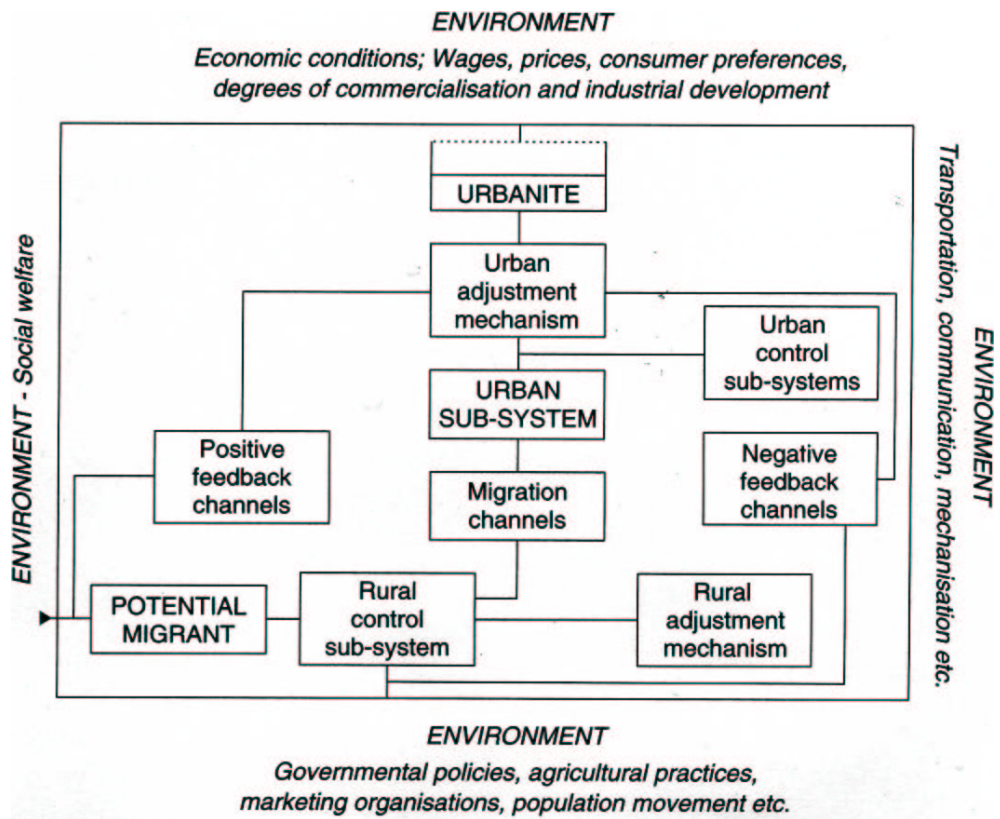 ENVIRONMENT
Economic conditions; Wages, prices, consumer preferences,
degrees of commercialisation and industrial development
URBANITE
Urban
adjustment
mechanism
Urban
control
sub-systems
URBAN
SUB-SYSTEM
Positive
feedback
channels
Migration
channels
Negative
feedback
channels
POTENTIAL
MIGRANT
Rural
control
sub-system
Rural
adjustment
mechanism
ENVIRONMENT - Social welfare
Transportation, communication, mechanisation etc.
ENVIRONMENT
ENVIRONMENT
Governmental policies, agricultural practices,
marketing organisations, population movement etc.